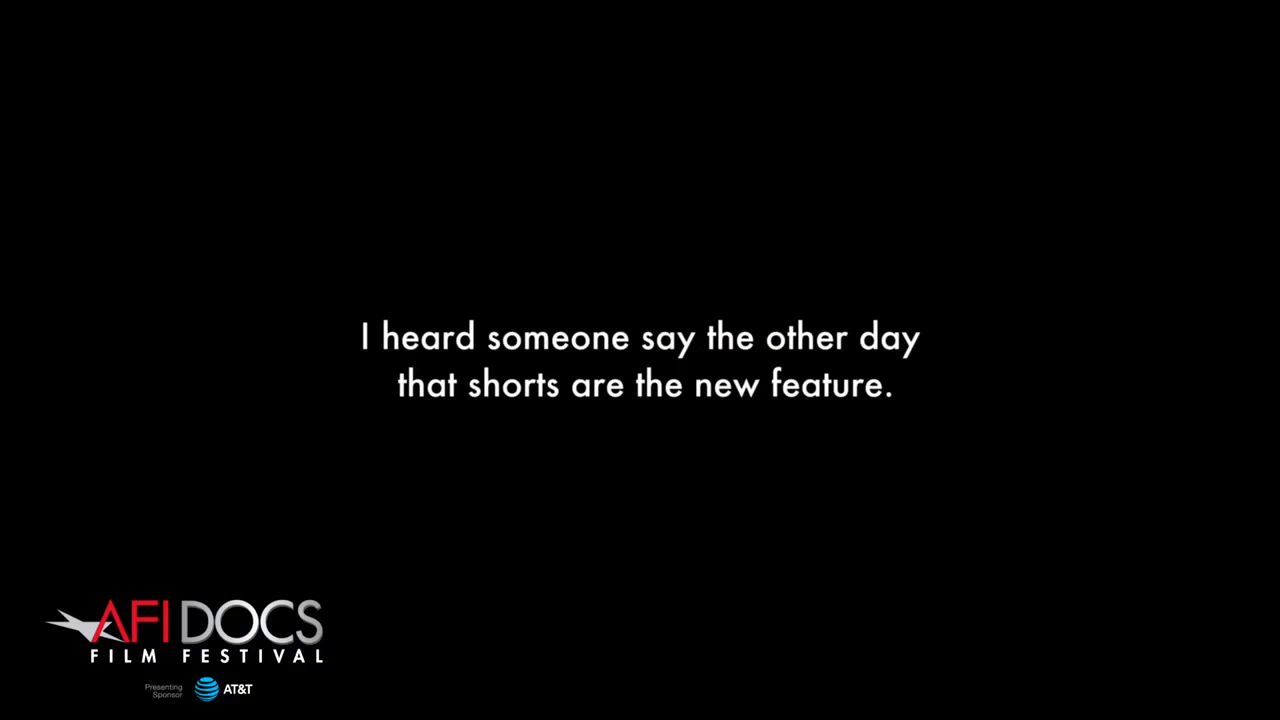 I heard someone say the other day
that shorts are the new feature.
AFI DOCS
FILM FESTIVAL
Presenting
Sponsor
AT&T